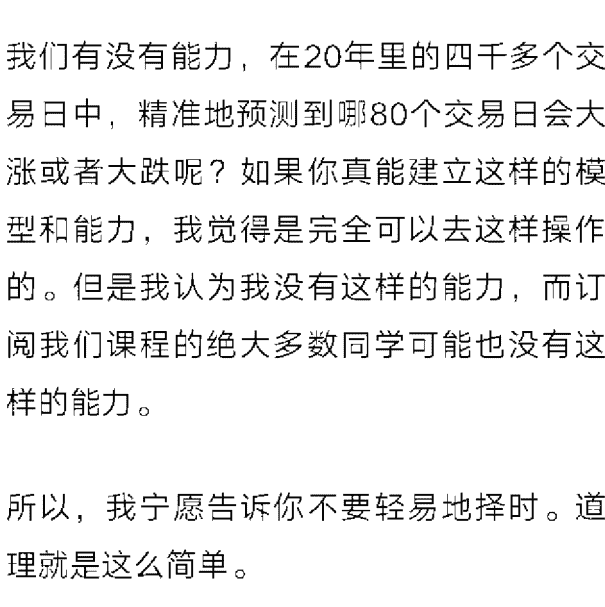 我们有没有能力，在20年里的四千多个交
易日中，精准地预测到哪80个交易日会大
涨或者大跌呢？如果你真能建立这样的模
型和能力，我觉得是完全可以去这样操作
的。但是我认为我没有这样的能力，而订
阅我们课程的绝大多数同学可能也没有这
样的能力。
所以，我宁愿告诉你不要轻易地择时。道
理就是这么简单。